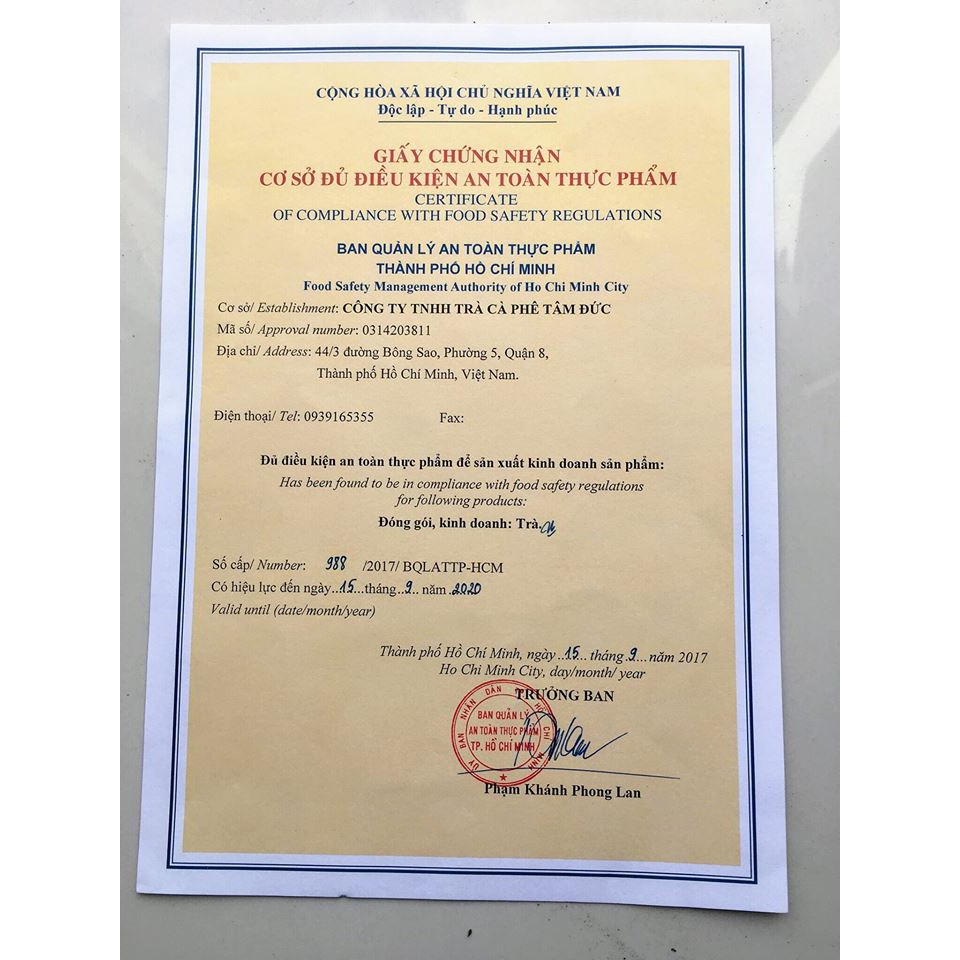 CỘNG HÒA XÃ HỘI CHỦ NGHĨA VIỆT NAM
Độc lập - Tự do - Hạnh phúc
GIẤY CHỨNG NHẬN
CƠ SỞ ĐỦ ĐIỀU KIỆN AN TOÀN THỰC PHẨM
CERTIFICATE
OF COMPLIANCE WITH FOOD SAFETY REGULATIONS
BAN QUẢN LÝ AN TOÀN THỰC PHẨM
THÀNH PHỐ HỒ CHÍ MINH
Food Safety Management Authority of Ho Chi Minh City
Cơ sở/ Establishment: CÔNG TY TNHH TRÀ CÀ PHÊ TÂM ĐỨC
Mã số/ Approval number: 0314203811
Địa chỉ/ Address: 44/3 đường Bông Sao, Phường 5, Quận 8,
Thành phố Hồ Chí Minh, Việt Nam.
Điện thoại/ Tel: 0939165355 Fax:
Đủ điều kiện an toàn thực phẩm để sản xuất kinh doanh sản phẩm:
Has been found to be in compliance with food safety regulations
for following products:
Đóng gói, kinh doanh: Trà.
Số cấp/ Number: 988 /2017/ BQLATTP-HCM
Có hiệu lực đến ngày..15...tháng..9.. năm .2020
Valid until (date/month/year)
Thành phố Hồ Chí Minh, ngày ..15... tháng .9.... năm 2017
Ho Chi Minh City, day/month/ year
TRƯỞNG BAN
ỦY BAN NHÂN DÂN TP HỒ CHÍ MINH
BAN QUẢN LÝ
AN TOÀN THỰC PHẨM
TP. HỒ CHÍ MINH
Phạm Khánh Phong Lan